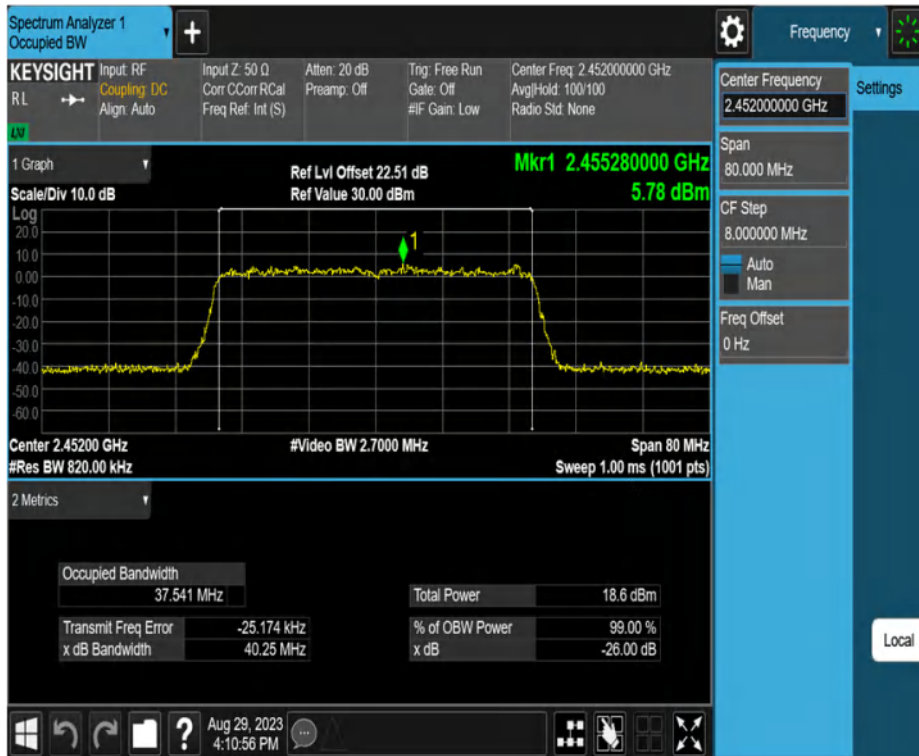 Spectrum Analyzer 1
Occupied BW
+
Frequency
KEYSIGHT
RL
LXI
Input: RF
Coupling: DC
Align: Auto
Input Z: 50 Ω
Corr CCorr RCal
Freq Ref: Int (S)
Atten: 20 dB
Preamp: Off
Trig: Free Run
Gate: Off
#IF Gain: Low
Center Freq: 2.452000000 GHz
Avg|Hold: 100/100
Radio Std: None
Center Frequency
2.452000000 GHz
Settings
Span
80.000 MHz
CF Step
8.000000 MHz
Auto
Man
Freq Offset
0 Hz
Local
1 Graph
Scale/Div 10.0 dB
Ref Lvl Offset 22.51 dB
Ref Value 30.00 dBm
Mkr1 2.455280000 GHz
5.78 dBm
Log
20.0
10.0
0.00
-10.0
-20.0
-30.0
-40.0
-50.0
-60.0
1
Center 2.45200 GHz
#Res BW 820.00 kHz
#Video BW 2.7000 MHz
Span 80 MHz
Sweep 1.00 ms (1001 pts)
2 Metrics
Occupied Bandwidth
37.541 MHz
Transmit Freq Error -25.174 kHz
x dB Bandwidth 40.25 MHz
Total Power 18.6 dBm
% of OBW Power 99.00 %
x dB -26.00 dB
?
Aug 29, 2023
4:10:56 PM